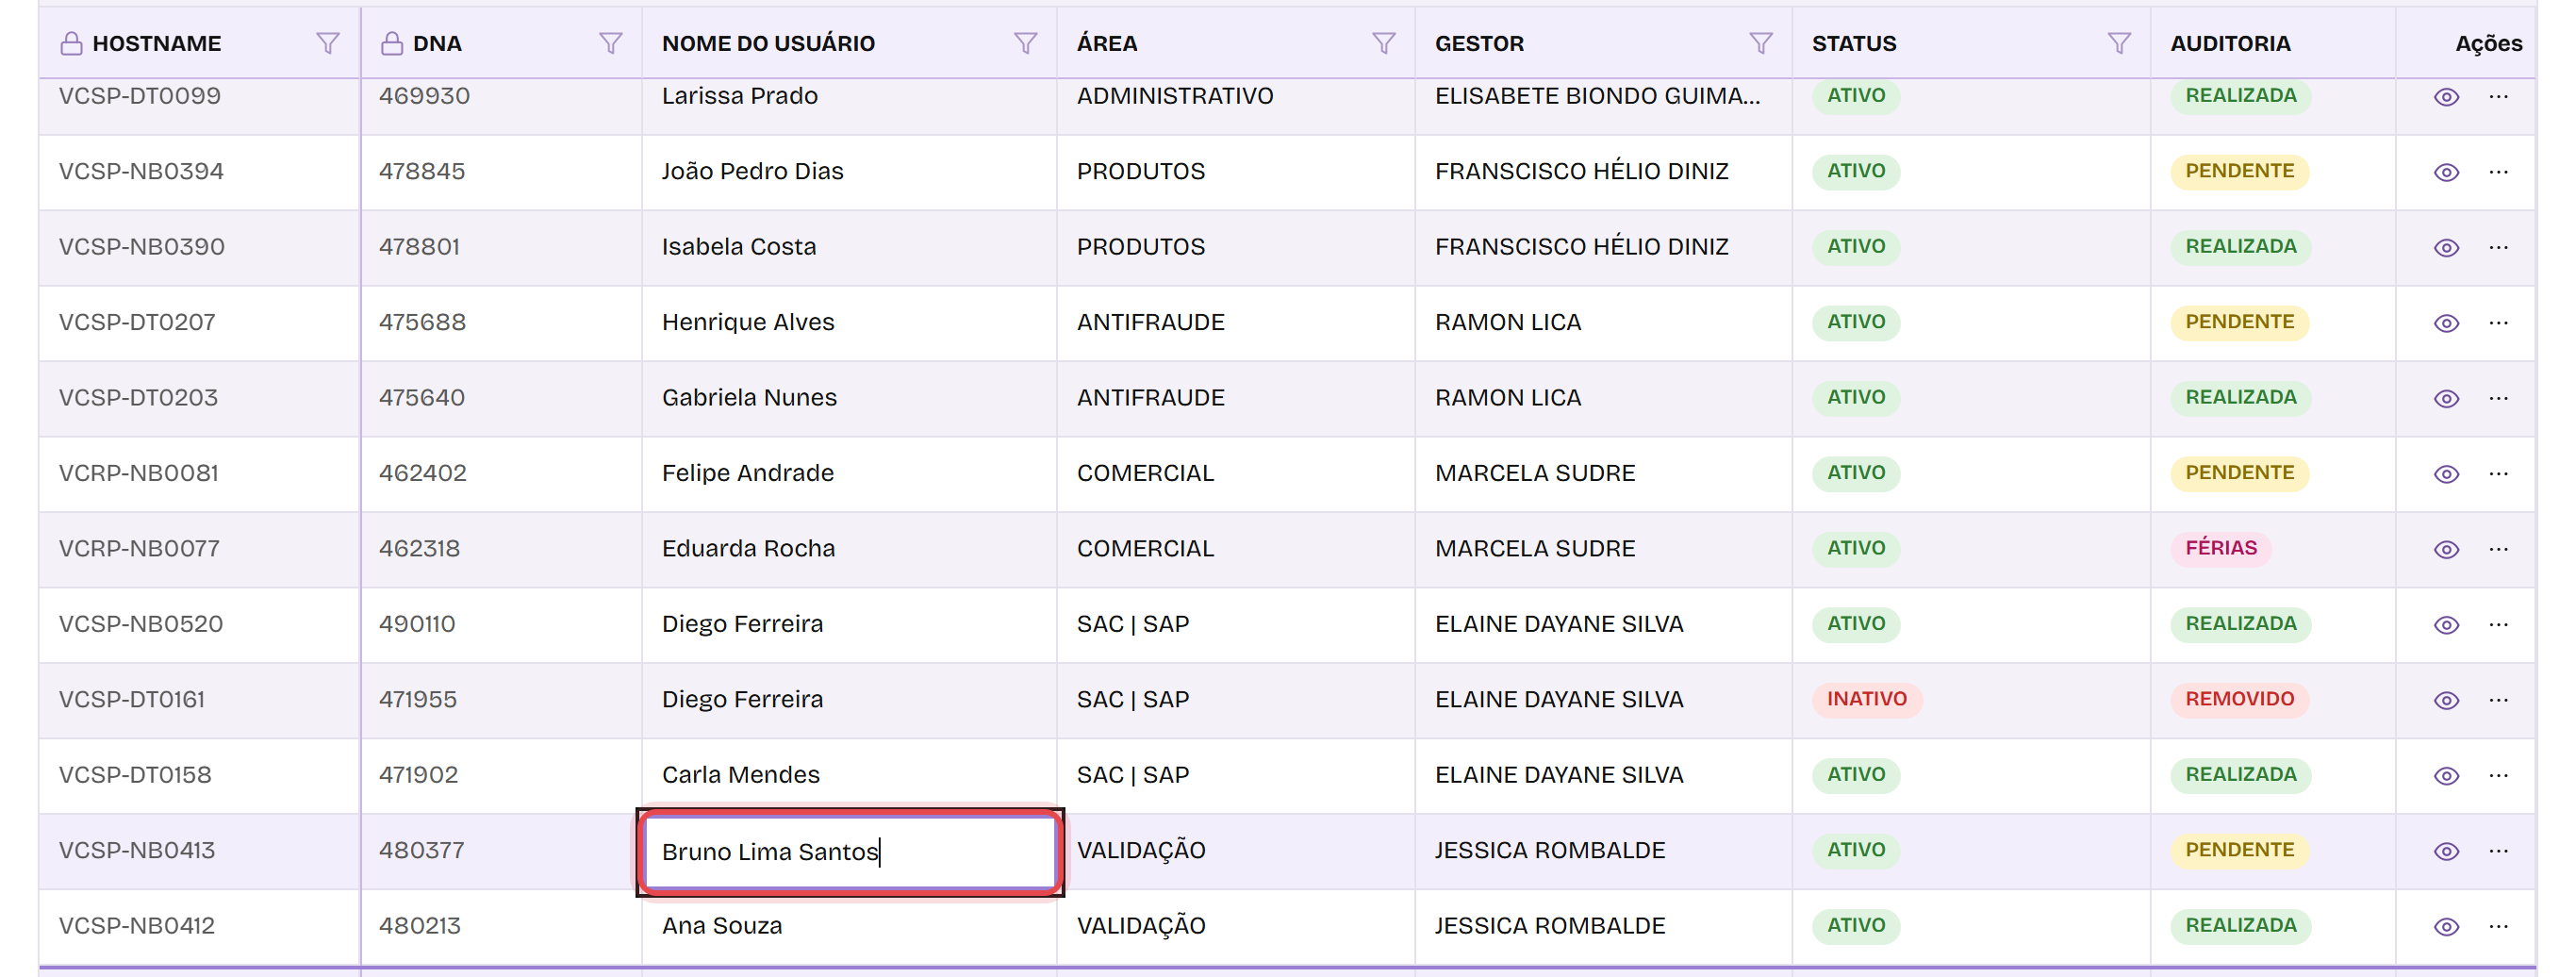 HOSTNAME DNA NOME DO USUÁRIO ÁREA GESTOR STATUS AUDITORIA Ações
VCSP-DT0099 469930 Larissa Prado ADMINISTRATIVO ELISABETE BIONDO GUIMA... ATIVO REALIZADA
VCSP-NB0394 478845 João Pedro Dias PRODUTOS FRANSCISCO HÉLIO DINIZ ATIVO PENDENTE
VCSP-NB0390 478801 Isabela Costa PRODUTOS FRANSCISCO HÉLIO DINIZ ATIVO REALIZADA
VCSP-DT0207 475688 Henrique Alves ANTIFRAUDE RAMON LICA ATIVO PENDENTE
VCSP-DT0203 475640 Gabriela Nunes ANTIFRAUDE RAMON LICA ATIVO REALIZADA
VCRP-NB0081 462402 Felipe Andrade COMERCIAL MARCELA SUDRE ATIVO PENDENTE
VCRP-NB0077 462318 Eduarda Rocha COMERCIAL MARCELA SUDRE ATIVO FÉRIAS
VCSP-NB0520 490110 Diego Ferreira SAC | SAP ELAINE DAYANE SILVA ATIVO REALIZADA
VCSP-DT0161 471955 Diego Ferreira SAC | SAP ELAINE DAYANE SILVA INATIVO REMOVIDO
VCSP-DT0158 471902 Carla Mendes SAC | SAP ELAINE DAYANE SILVA ATIVO REALIZADA
VCSP-NB0413 480377 Bruno Lima Santos VALIDAÇÃO JESSICA ROMBALDE ATIVO PENDENTE
VCSP-NB0412 480213 Ana Souza VALIDAÇÃO JESSICA ROMBALDE ATIVO REALIZADA